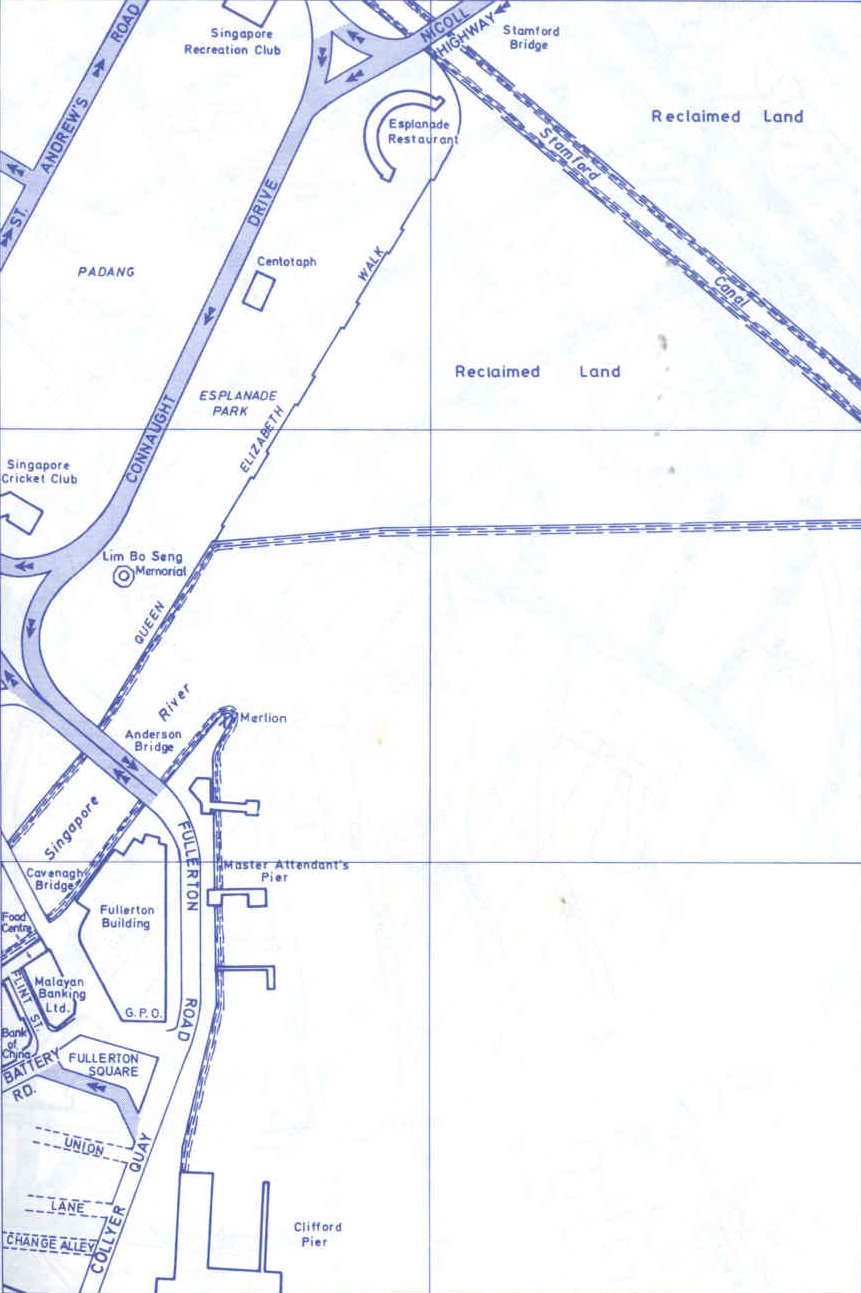 ROAD
Singapore
Recreation Club
NICOLL
HIGHWAY
Stamford
Bridge
ANDREW'S
ST.
Esplanade
Restaurant
Reclaimed Land
Stamford
Canal
DRIVE
PADANG
Centotaph
WALK
Reclaimed Land
ESPLANADE
PARK
CONNAUGHT
ELIZABETH
Singapore
Cricket Club
Lim Bo Seng
Memorial
QUEEN
River
Merlion
Anderson
Bridge
Singapore
FULLERTON
Cavenagh
Bridge
Master Attendant's
Pier
Fullerton
Building
Food
Centre
FLINT ST.
Malayan
Banking
Ltd.
G.P.O.
ROAD
Bank
of
China
BATTERY
RD.
FULLERTON
SQUARE
UNION
QUAY
LANE
COLLYER
CHANGE ALLEY
Clifford
Pier